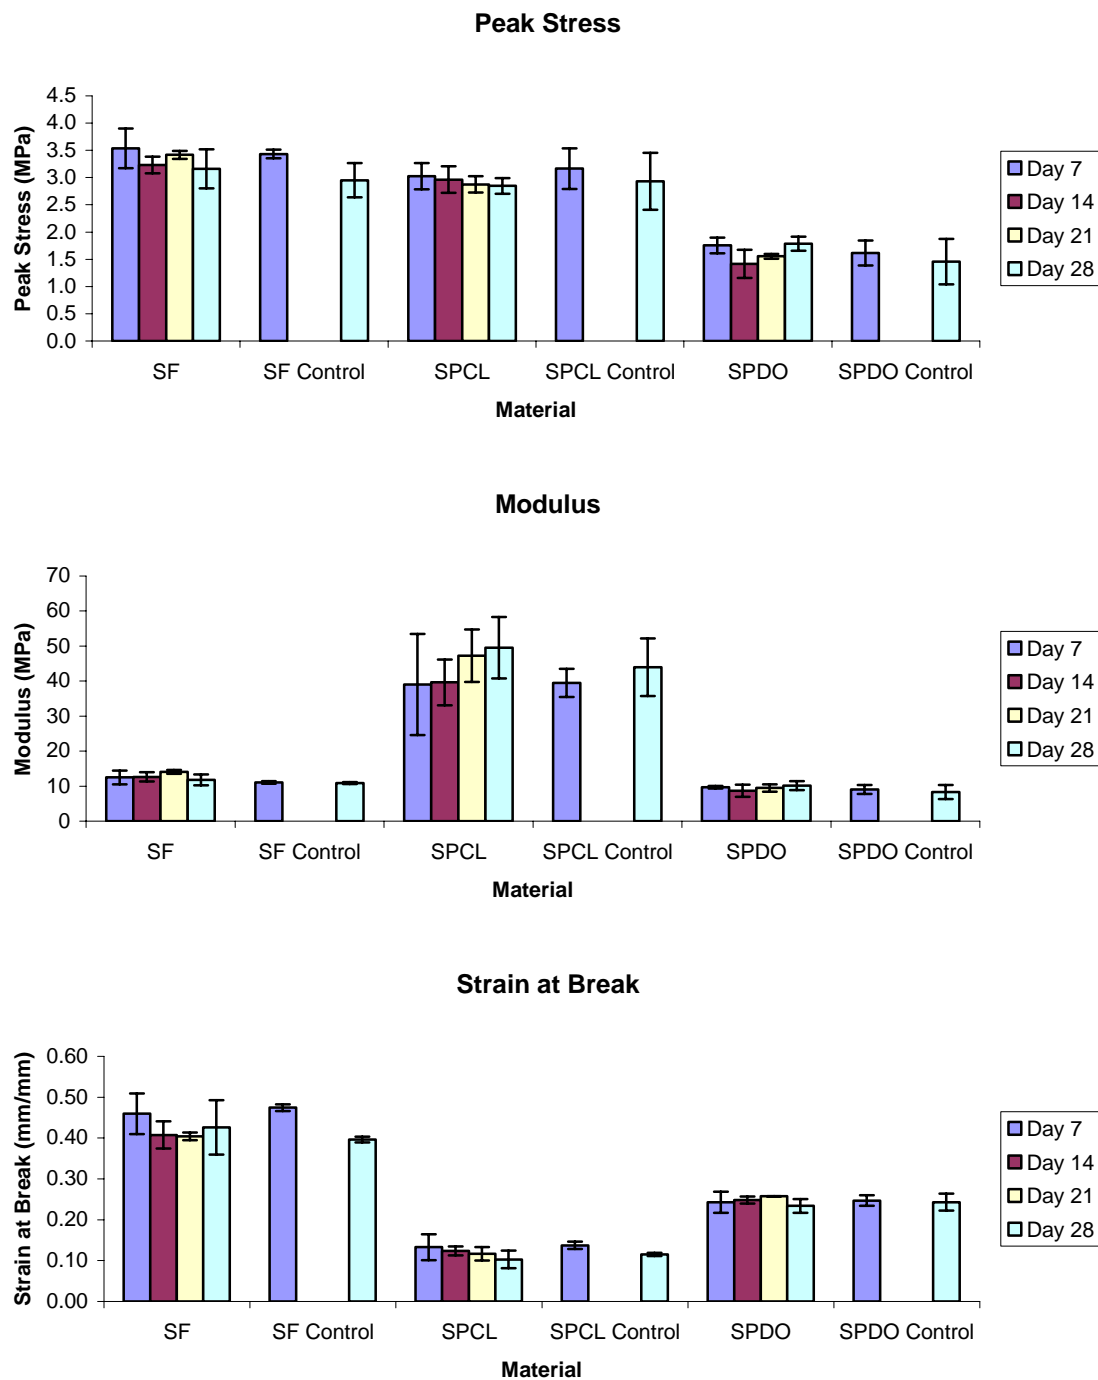 Peak Stress
Peak Stress (MPa)
4.5
4.0
3.5
3.0
2.5
2.0
1.5
1.0
0.5
0.0
SF SF Control SPCL SPCL Control SPDO SPDO Control
Material
Day 7
Day 14
Day 21
Day 28
Modulus
Modulus (MPa)
70
60
50
40
30
20
10
0
SF SF Control SPCL SPCL Control SPDO SPDO Control
Material
Day 7
Day 14
Day 21
Day 28
Strain at Break
Strain at Break (mm/mm)
0.60
0.50
0.40
0.30
0.20
0.10
0.00
SF SF Control SPCL SPCL Control SPDO SPDO Control
Material
Day 7
Day 14
Day 21
Day 28